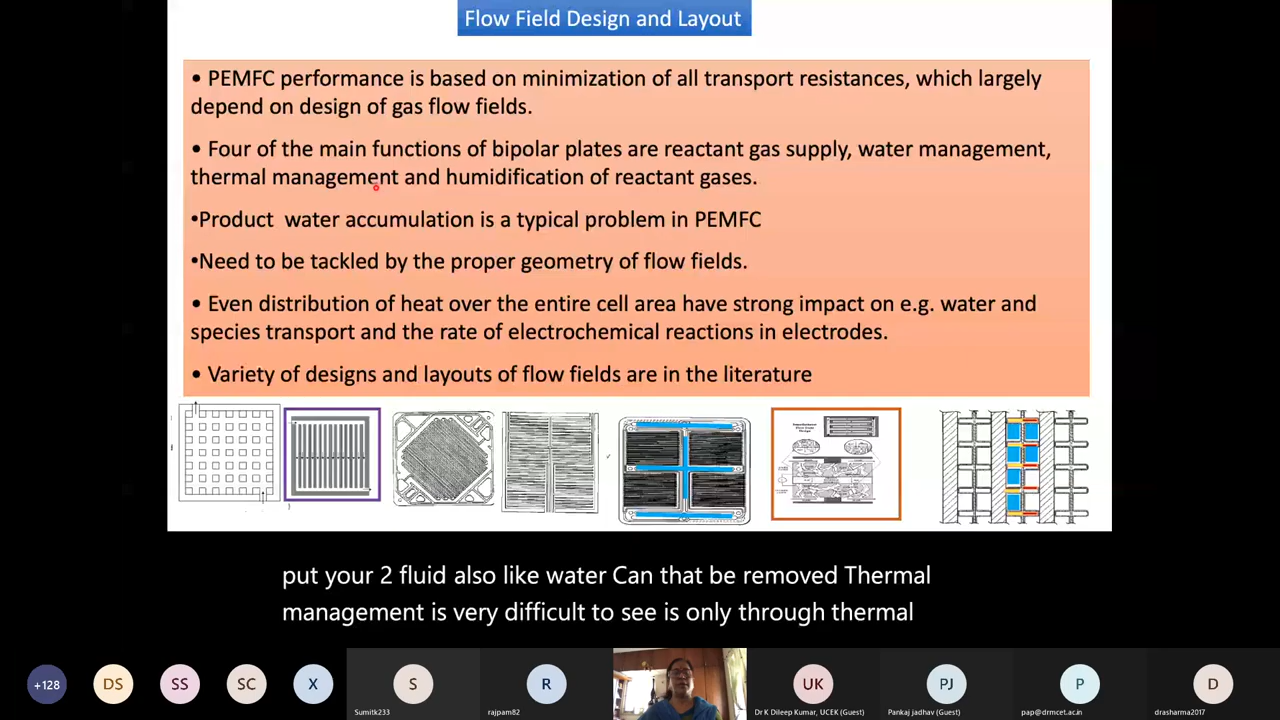 Flow Field Design and Layout
• PEMFC performance is based on minimization of all transport resistances, which largely
depend on design of gas flow fields.
• Four of the main functions of bipolar plates are reactant gas supply, water management,
thermal management and humidification of reactant gases.
•Product  water accumulation is a typical problem in PEMFC
•Need to be tackled by the proper geometry of flow fields.
• Even distribution of heat over the entire cell area have strong impact on e.g. water and
species transport and the rate of electrochemical reactions in electrodes.
• Variety of designs and layouts of flow fields are in the literature
put your 2 fluid also like water Can that be removed Thermal
management is very difficult to see is only through thermal
+128 DS SS SC X S R UK PJ P D
Sumitk233 rajpam82 Dr K Dileep Kumar, UCEK (Guest) Pankaj jadhav (Guest) pap@drmcet.ac.in drasharma2017